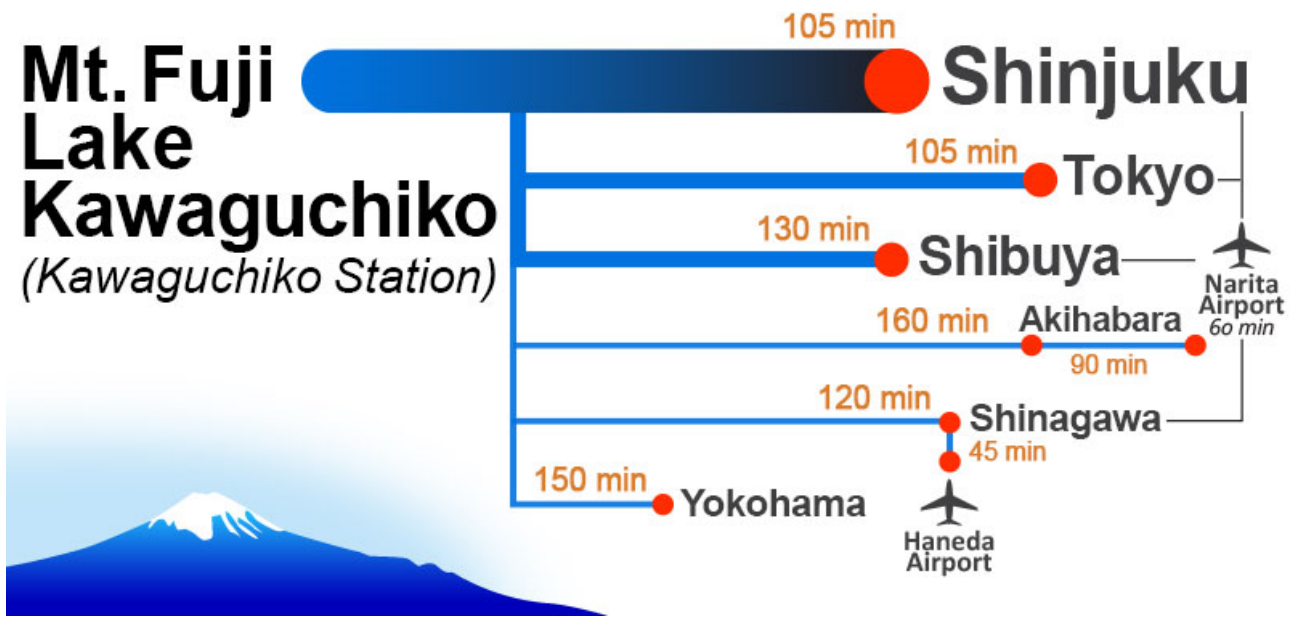 Mt. Fuji
Lake
Kawaguchiko
(Kawaguchiko Station)
105 min
Shinjuku
105 min
Tokyo
130 min
Shibuya
Narita
Airport
60 min
160 min
Akihabara
90 min
120 min
Shinagawa
45 min
Haneda
Airport
150 min
Yokohama